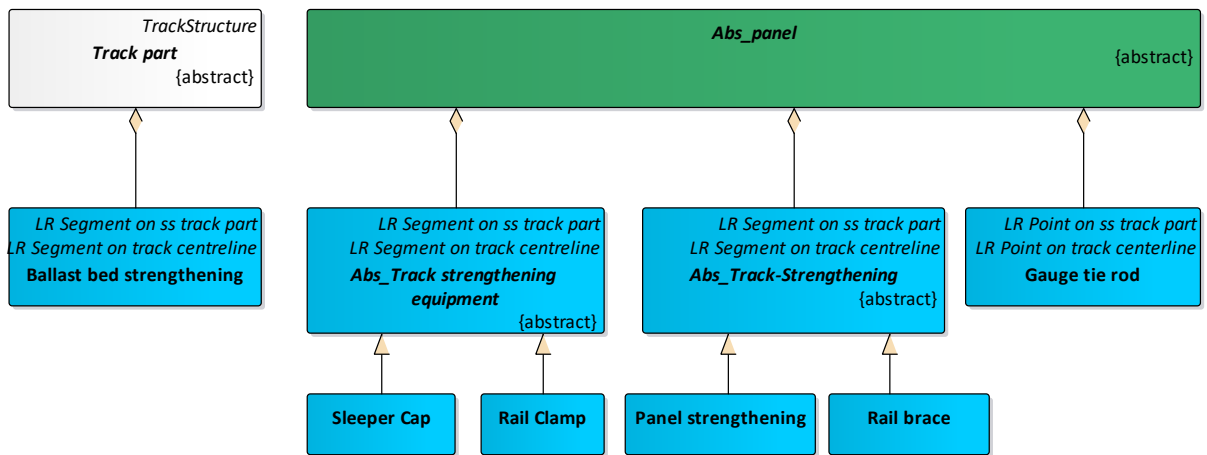 TrackStructure
Track part
{abstract}
Abs_panel
{abstract}
LR Segment on ss track part
LR Segment on track centreline
Ballast bed strengthening
LR Segment on ss track part
LR Segment on track centreline
Abs_Track strengthening
equipment
{abstract}
LR Segment on ss track part
LR Segment on track centreline
Abs_Track-Strengthening
{abstract}
LR Point on ss track part
LR Point on track centerline
Gauge tie rod
Sleeper Cap
Rail Clamp
Panel strengthening
Rail brace